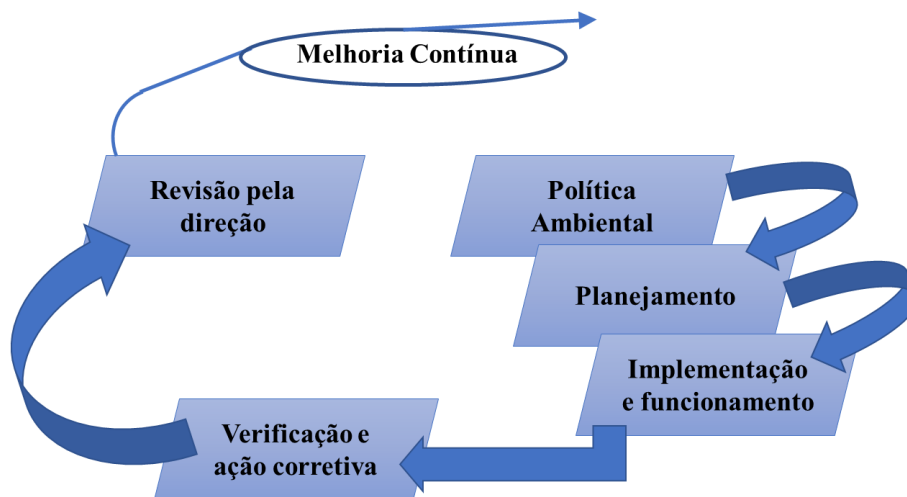 Melhoria Contínua
Revisão pela
direção
Política
Ambiental
Planejamento
Implementação
e funcionamento
Verificação e
ação corretiva